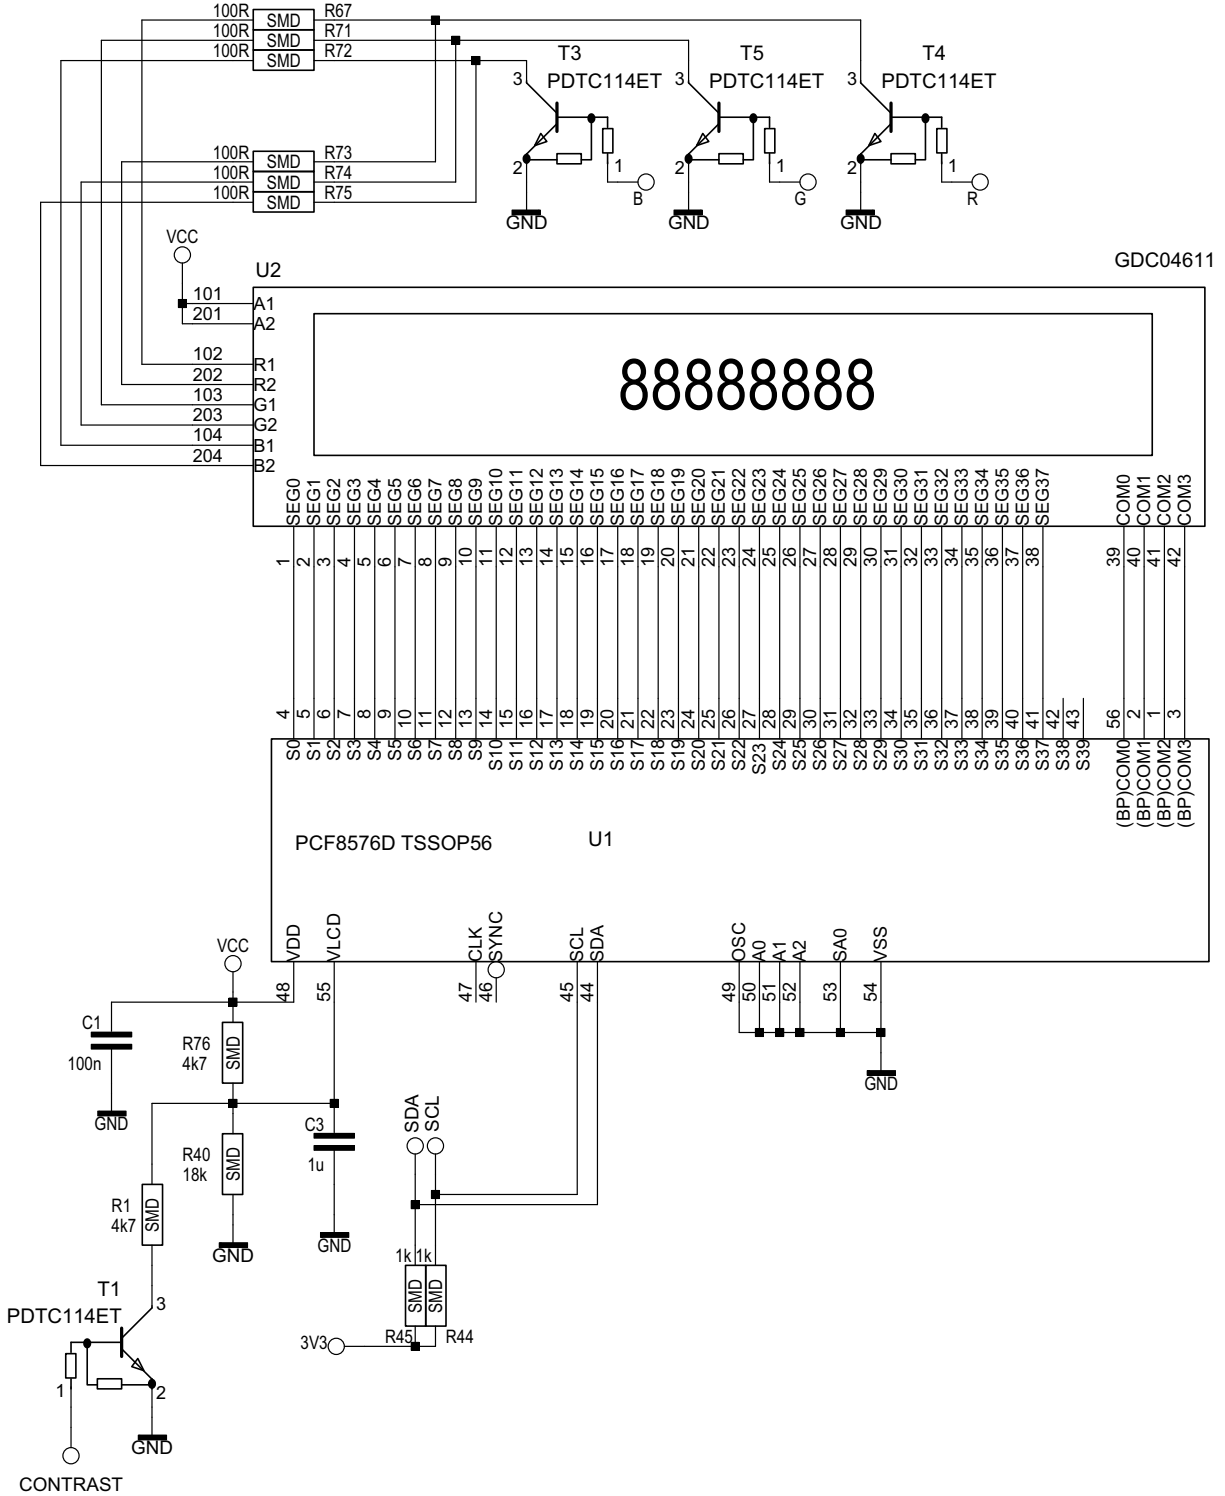 100R SMD R67
100R SMD R71
100R SMD R72
T3 T5 T4
PDTC114ET PDTC114ET PDTC114ET
3 3 3
2 1 2 1 2 1
B G R
GND GND GND
100R SMD R73
100R SMD R74
100R SMD R75
VCC
U2
GDC04611
101 A1
201 A2
102 R1
202 R2
103 G1
203 G2
104 B1
204 B2
88888888
SEG0 SEG1 SEG2 SEG3 SEG4 SEG5 SEG6 SEG7 SEG8 SEG9 SEG10 SEG11 SEG12 SEG13 SEG14 SEG15 SEG16 SEG17 SEG18 SEG19 SEG20 SEG21 SEG22 SEG23 SEG24 SEG25 SEG26 SEG27 SEG28 SEG29 SEG30 SEG31 SEG32 SEG33 SEG34 SEG35 SEG36 SEG37 COM0 COM1 COM2 COM3
1 2 3 4 5 6 7 8 9 10 11 12 13 14 15 16 17 18 19 20 21 22 23 24 25 26 27 28 29 30 31 32 33 34 35 36 37 38 39 40 41 42
4 5 6 7 8 9 10 11 12 13 14 15 16 17 18 19 20 21 22 23 24 25 26 27 28 29 30 31 32 33 34 35 36 37 38 39 40 41 42 43 56 2 1 3
S0 S1 S2 S3 S4 S5 S6 S7 S8 S9 S10 S11 S12 S13 S14 S15 S16 S17 S18 S19 S20 S21 S22 S23 S24 S25 S26 S27 S28 S29 S30 S31 S32 S33 S34 S35 S36 S37 S38 S39 (BP)COM0 (BP)COM1 (BP)COM2 (BP)COM3
PCF8576D TSSOP56
U1
VDD VLCD CLK SYNC SCL SDA OSC A0 A1 A2 SA0 VSS
48 55 47 46 45 44 49 50 51 52 53 54
VCC
C1
100n
GND
R76
4k7
SMD
GND
R40
18k
SMD
GND
C3
1u
GND
R1
4k7
SMD
SDA SCL
1k 1k
SMD SMD
R45 R44
3V3
T1
PDTC114ET
3
1 2
GND
CONTRAST